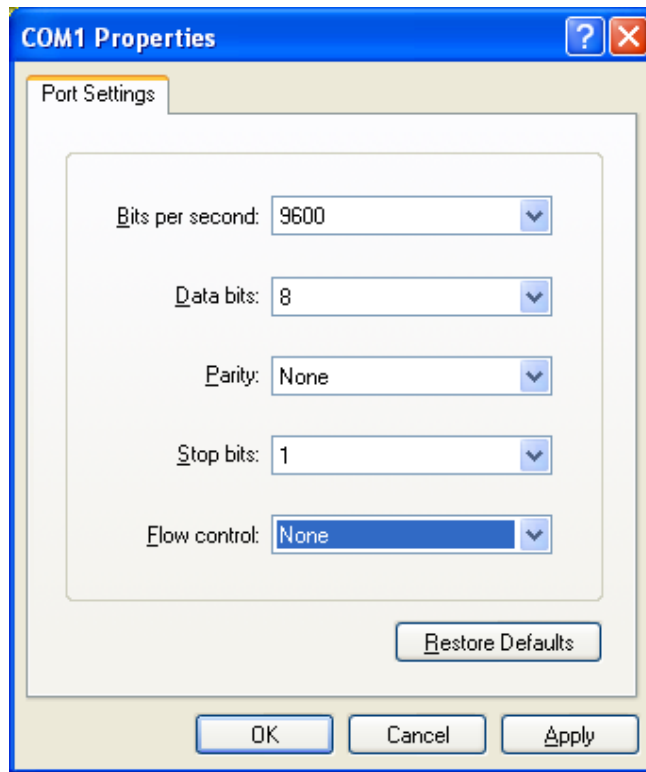 COM1 Properties
Port Settings
Bits per second: 9600
Data bits: 8
Parity: None
Stop bits: 1
Flow control: None
Restore Defaults
OK Cancel Apply